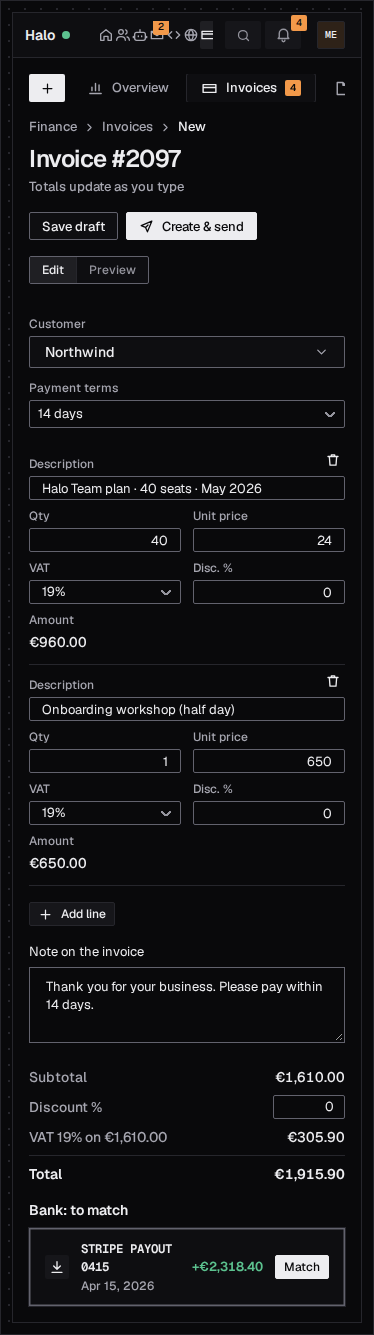 Halo
2
4
ME
Overview
Invoices 4
Finance > Invoices > New
Invoice #2097
Totals update as you type
Save draft
Create & send
Edit
Preview
Customer
Northwind
Payment terms
14 days
Description
Halo Team plan · 40 seats · May 2026
Qty
Unit price
40
24
VAT
Disc. %
19%
0
Amount
€960.00
Description
Onboarding workshop (half day)
Qty
Unit price
1
650
VAT
Disc. %
19%
0
Amount
€650.00
Add line
Note on the invoice
Thank you for your business. Please pay within
14 days.
Subtotal
€1,610.00
Discount %
0
VAT 19% on €1,610.00
€305.90
Total
€1,915.90
Bank: to match
STRIPE PAYOUT
0415
Apr 15, 2026
+€2,318.40
Match